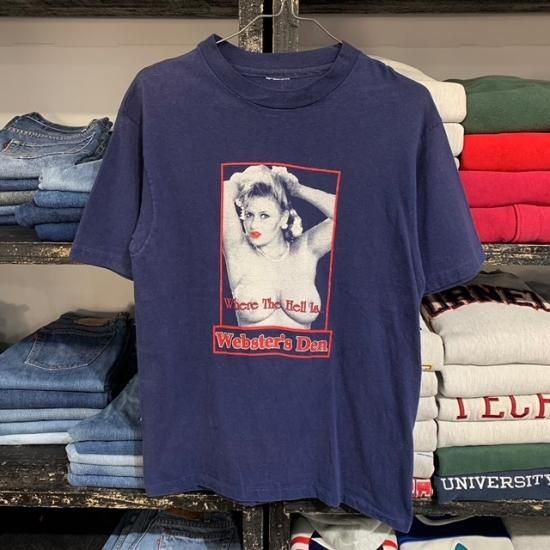 Where The Hell Is
Webster's Den
TECH
UNIVERSITY